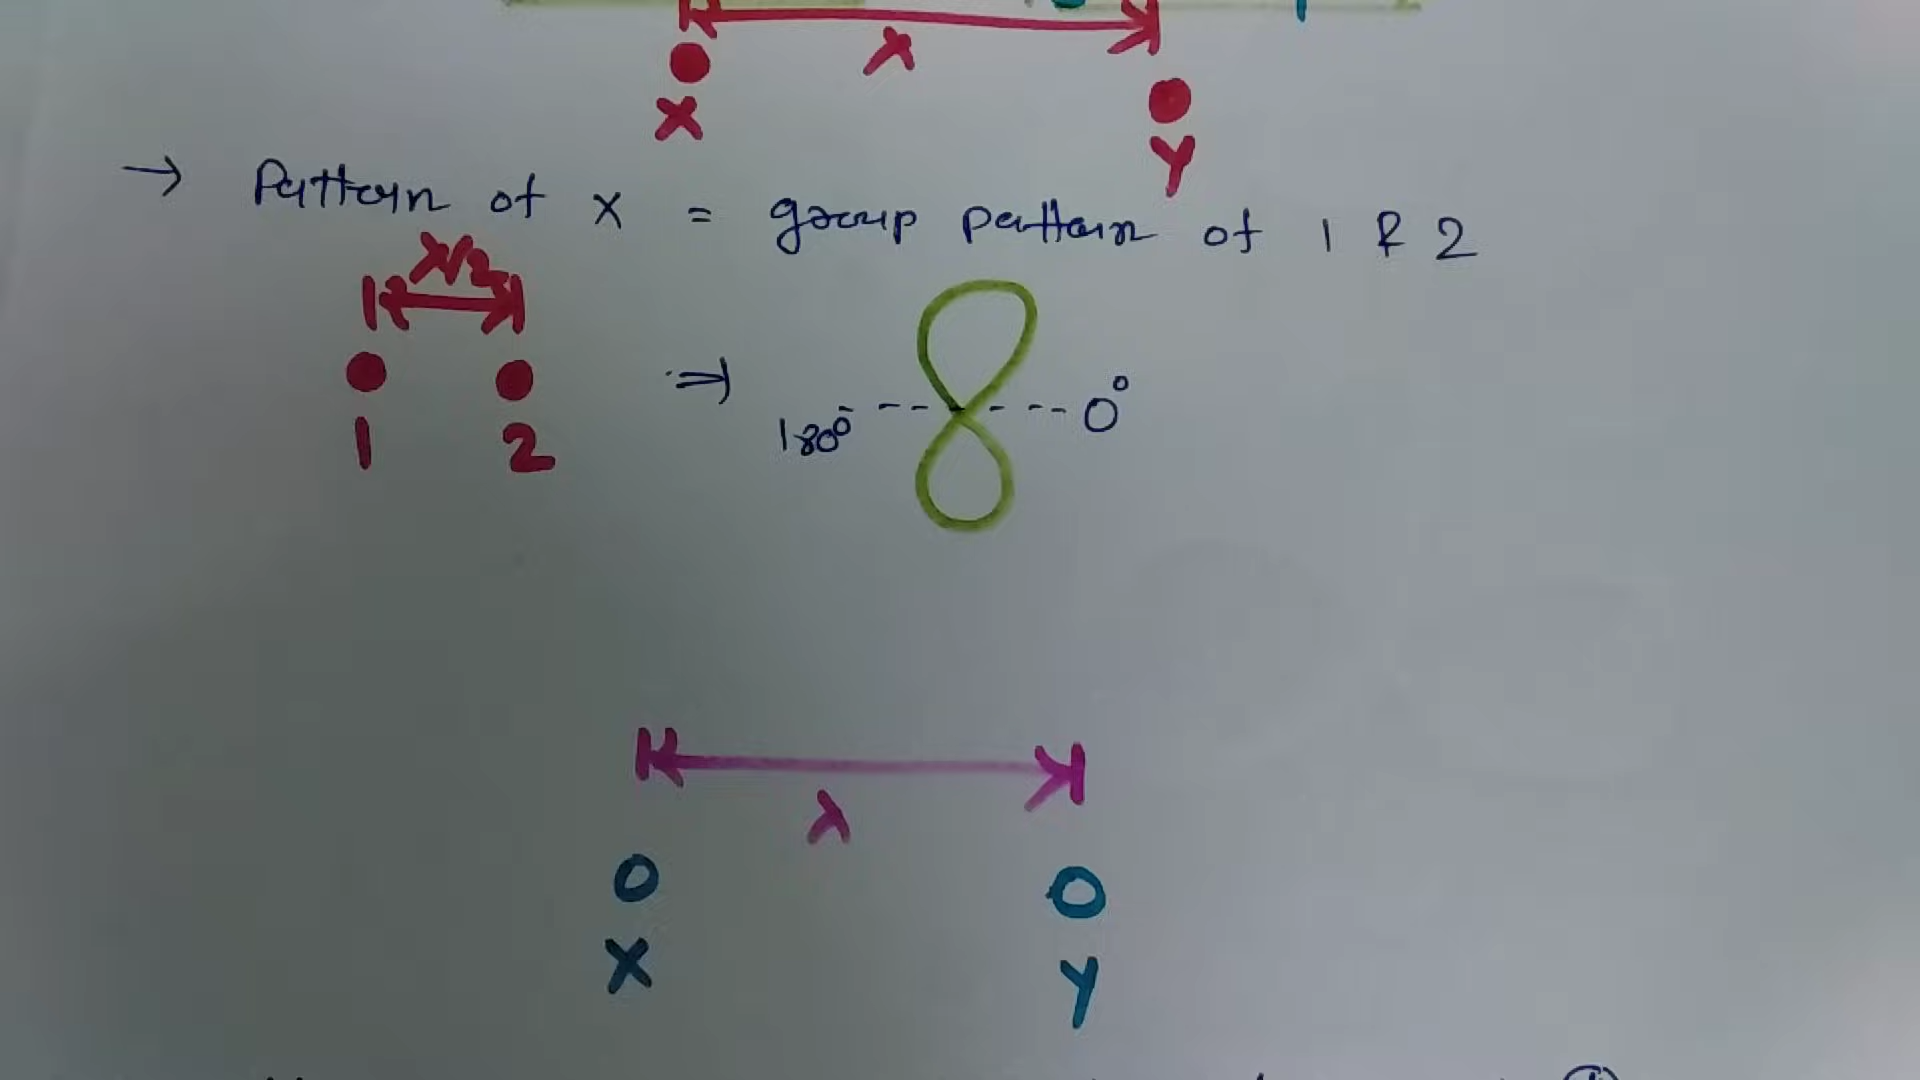 λ
X
Y
→ Pattern of X = group pattern of 1 & 2
λ/2
1 2
⇒ 180° 0°
λ
X Y